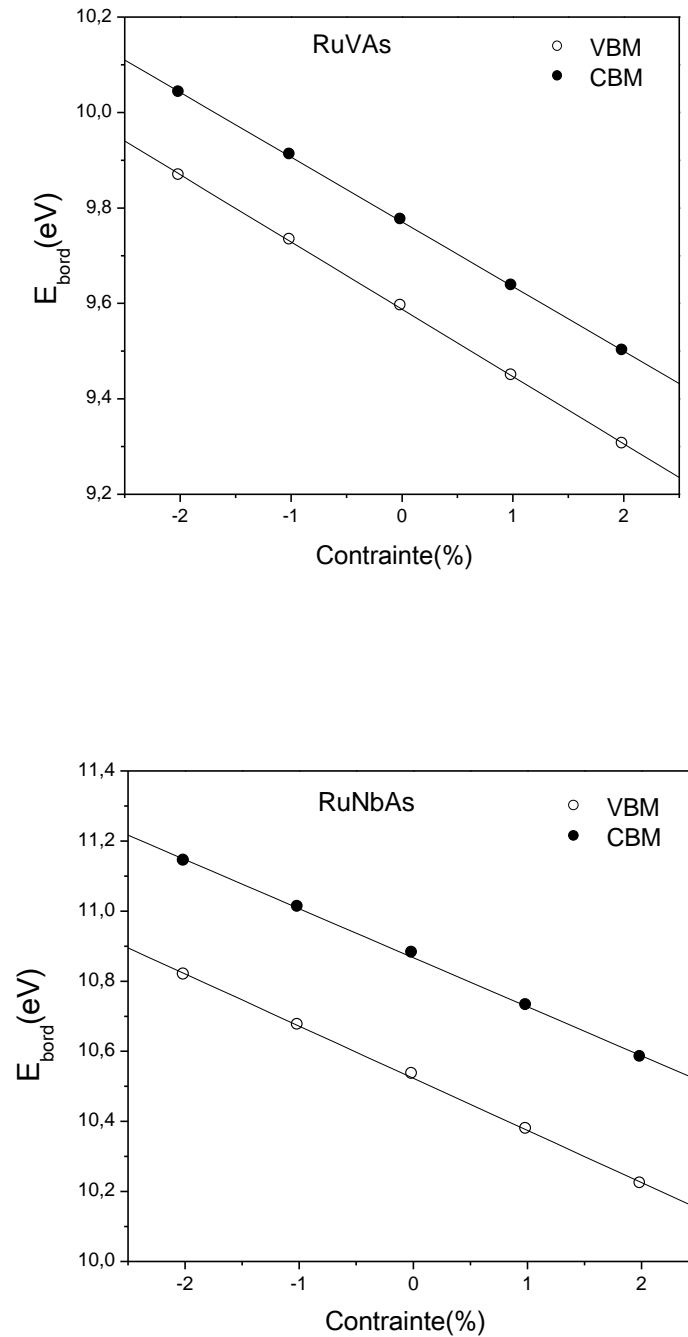 RuVAs
VBM
CBM
10,2
10,0
9,8
9,6
9,4
9,2
E_bord(eV)
-2 -1 0 1 2
Contrainte(%)
RuNbAs
VBM
CBM
11,4
11,2
11,0
10,8
10,6
10,4
10,2
10,0
E_bord(eV)
-2 -1 0 1 2
Contrainte(%)